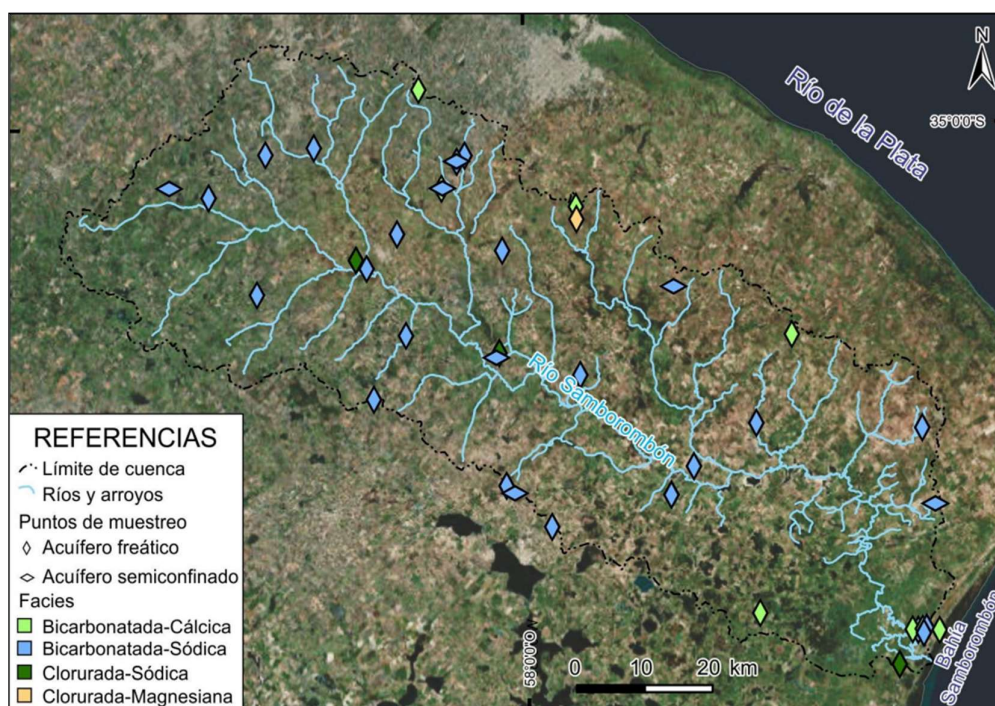 N
Río de la Plata
35°0'0"S
Río Samborombón
REFERENCIAS
Límite de cuenca
Ríos y arroyos
Puntos de muestreo
Acuífero freático
Acuífero semiconfinado
Facies
Bicarbonatada-Cálcica
Bicarbonatada-Sódica
Clorurada-Sódica
Clorurada-Magnesiana
58°0'0"W
0 10 20 km
Bahía
Samborombón